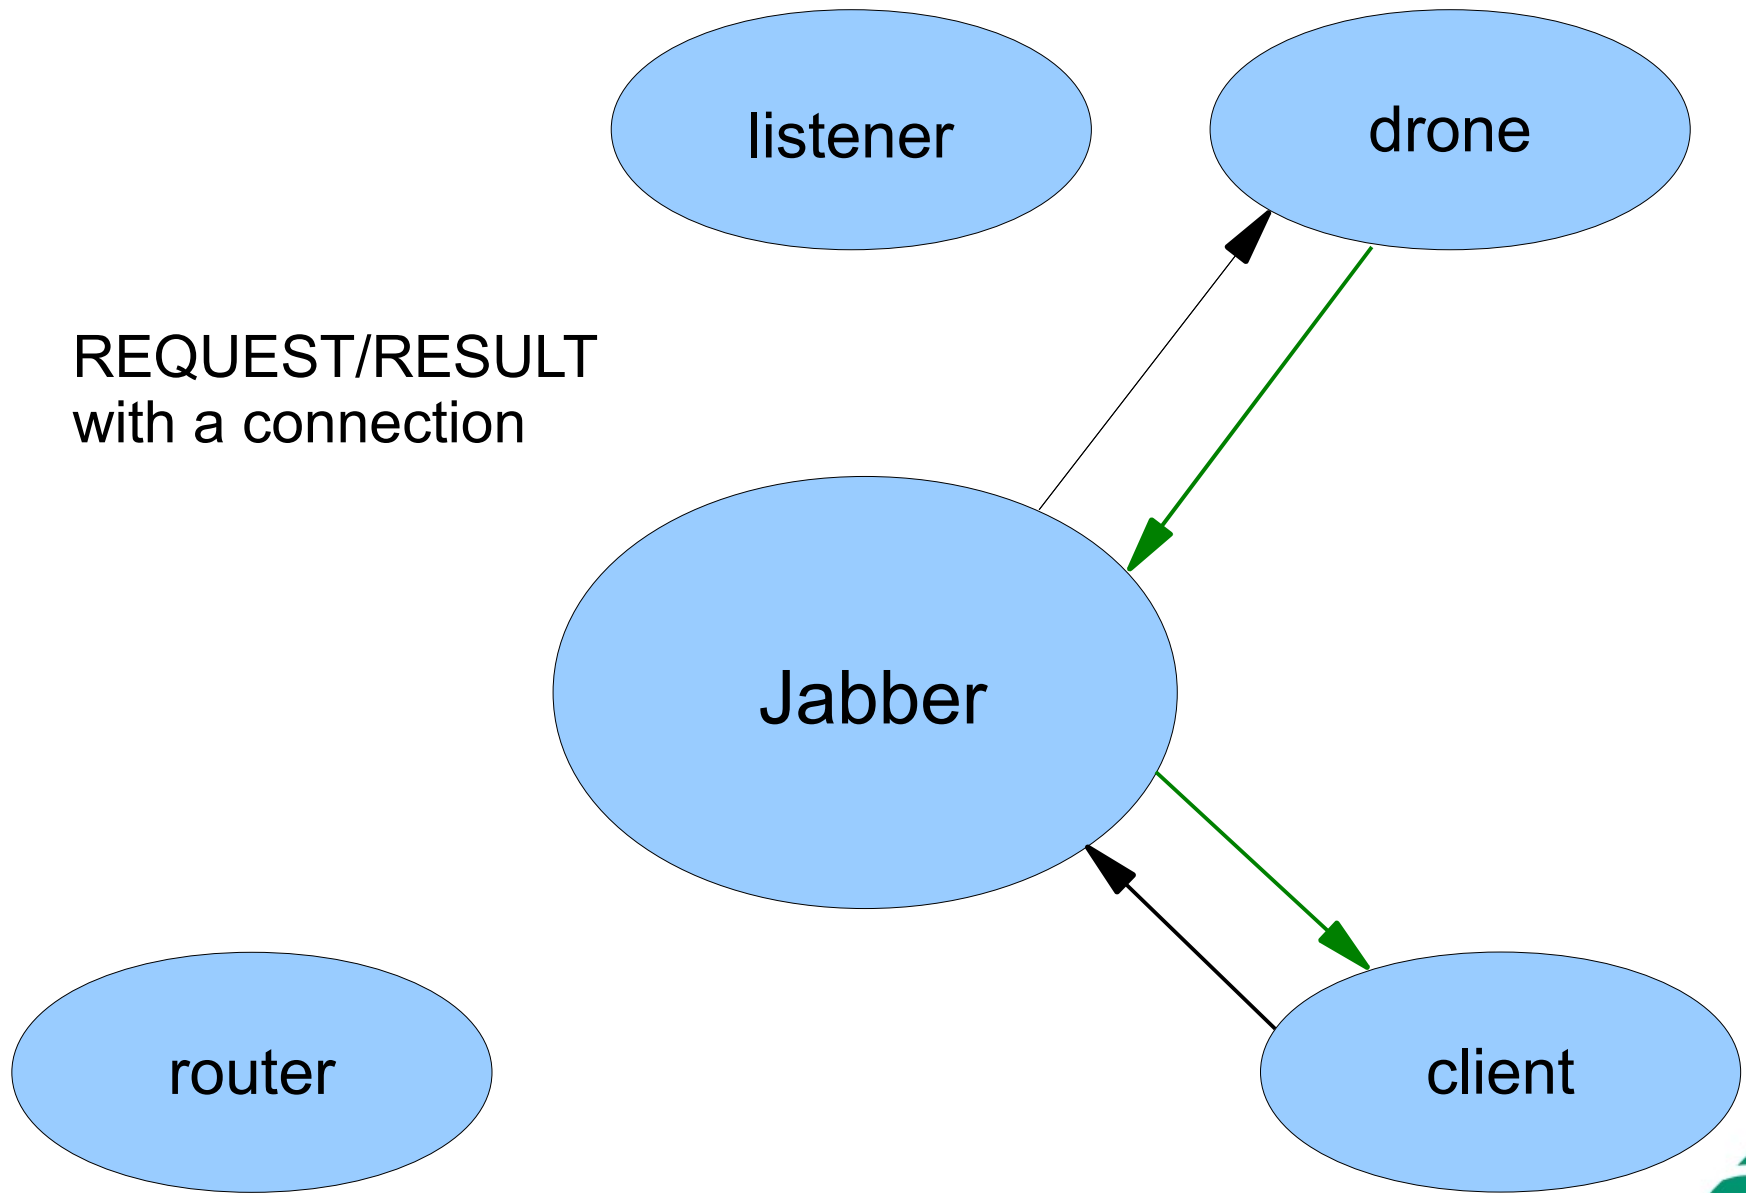 listener
drone
REQUEST/RESULT
with a connection
Jabber
router
client